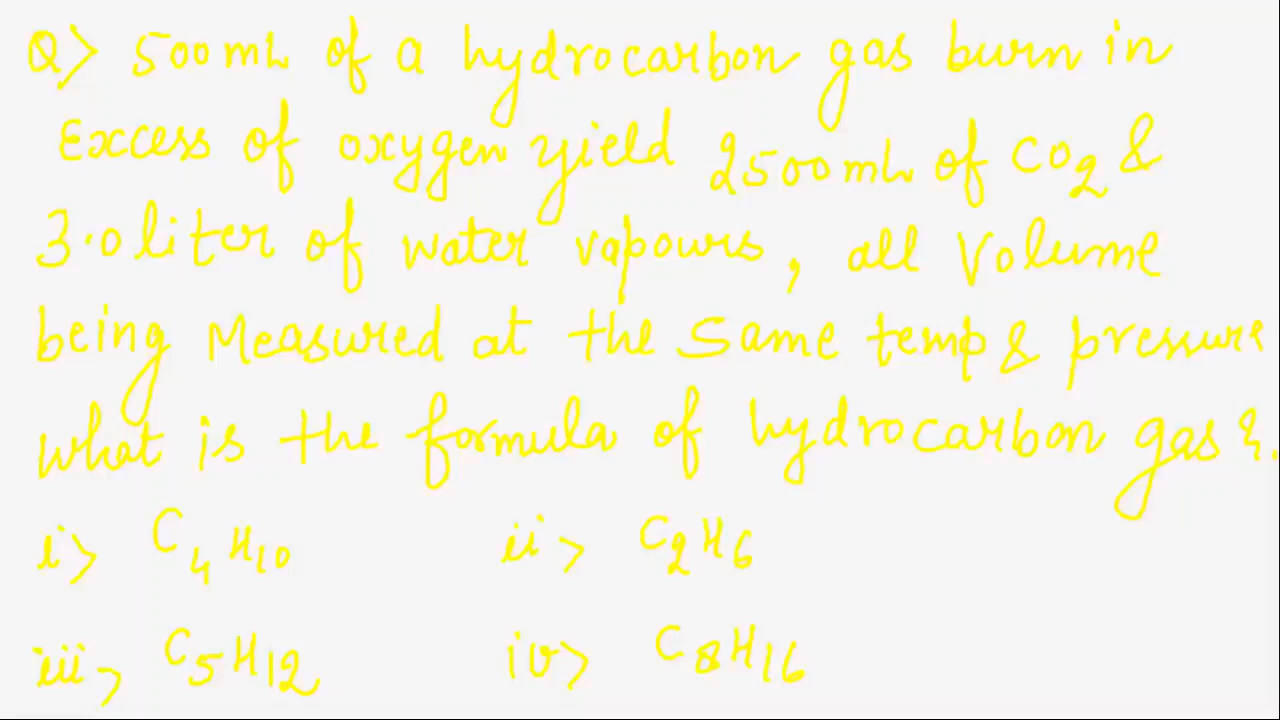 Q> 500 mL of a hydrocarbon gas burn in
Excess of oxygen yield 2500 mL of CO₂ &
3.0 liter of water vapours, all Volume
being Measured at the Same temp & pressure
What is the formula of hydrocarbon gas?
i> C₄H₁₀ ii> C₂H₆
iii> C₅H₁₂ iv> C₈H₁₆